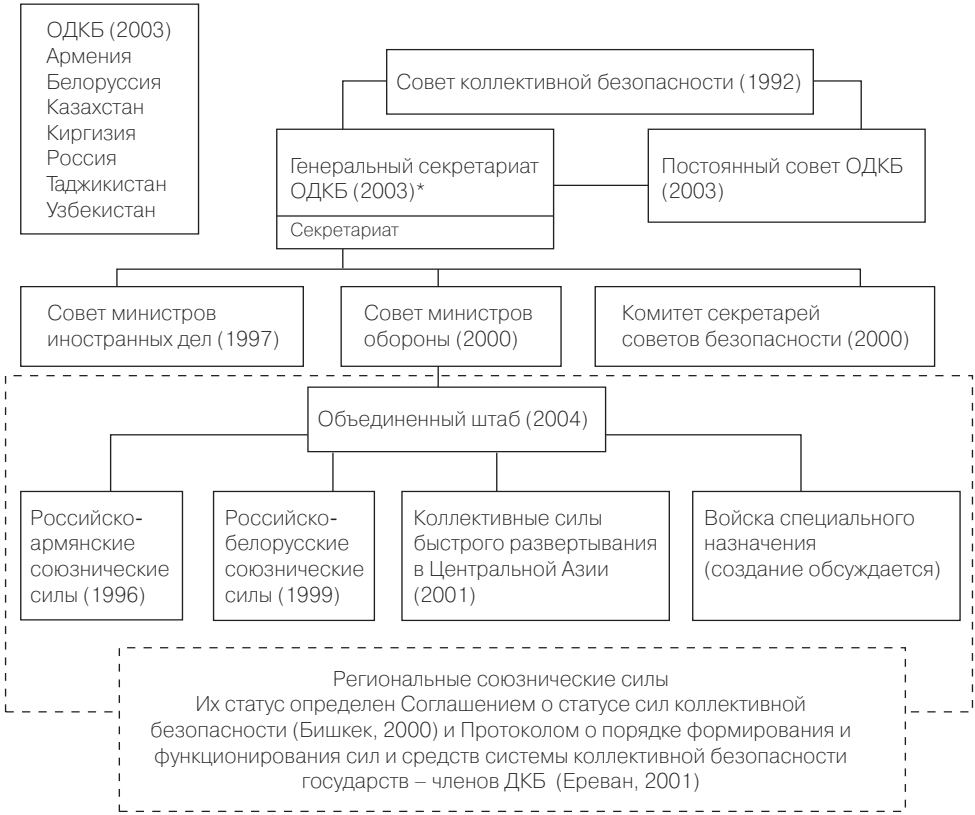 ОДКБ (2003)
Армения
Белоруссия
Казахстан
Киргизия
Россия
Таджикистан
Узбекистан
Совет коллективной безопасности (1992)
Генеральный секретариат
ОДКБ (2003)*
Секретариат
Постоянный совет ОДКБ
(2003)
Совет министров
иностранных дел (1997)
Совет министров
обороны (2000)
Комитет секретарей
советов безопасности (2000)
Объединенный штаб (2004)
Российско-
армянские
союзнические
силы (1996)
Российско-
белорусские
союзнические
силы (1999)
Коллективные силы
быстрого развертывания
в Центральной Азии
(2001)
Войска специального
назначения
(создание обсуждается)
Региональные союзнические силы
Их статус определен Соглашением о статусе сил коллективной
безопасности (Бишкек, 2000) и Протоколом о порядке формирования и
функционирования сил и средств системы коллективной безопасности
государств – членов ДКБ (Ереван, 2001)